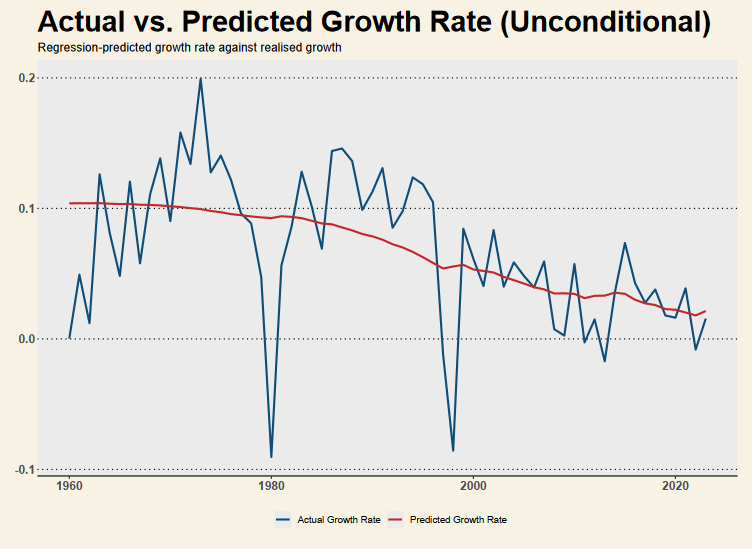 Actual vs. Predicted Growth Rate (Unconditional)
Regression-predicted growth rate against realised growth
0.2
0.1
0.0
-0.1
1960 1980 2000 2020
Actual Growth Rate Predicted Growth Rate